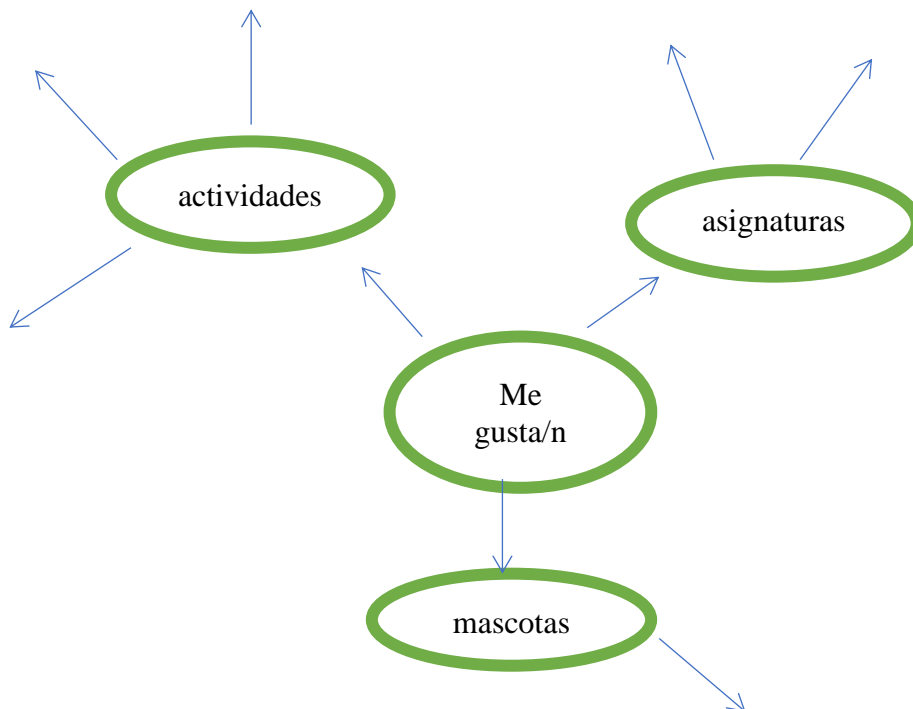 actividades
asignaturas
Me
gusta/n
mascotas